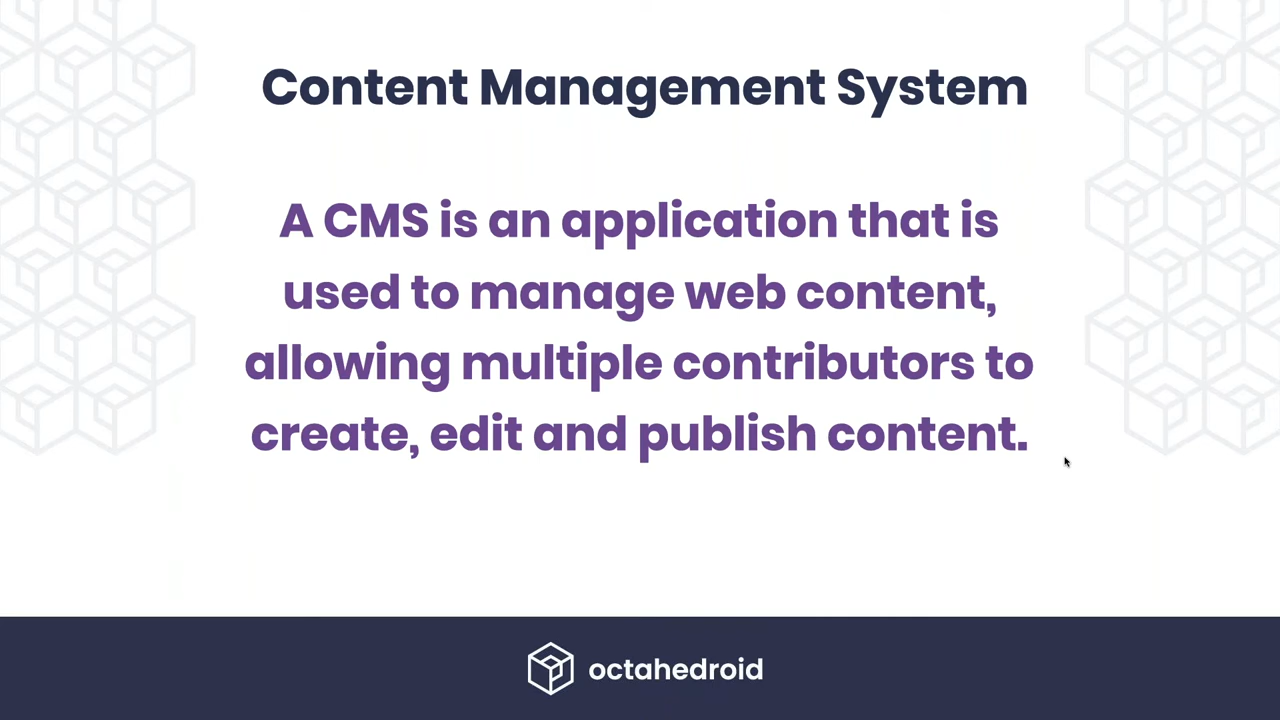 Content Management System
A CMS is an application that is
used to manage web content,
allowing multiple contributors to
create, edit and publish content.
octahedroid